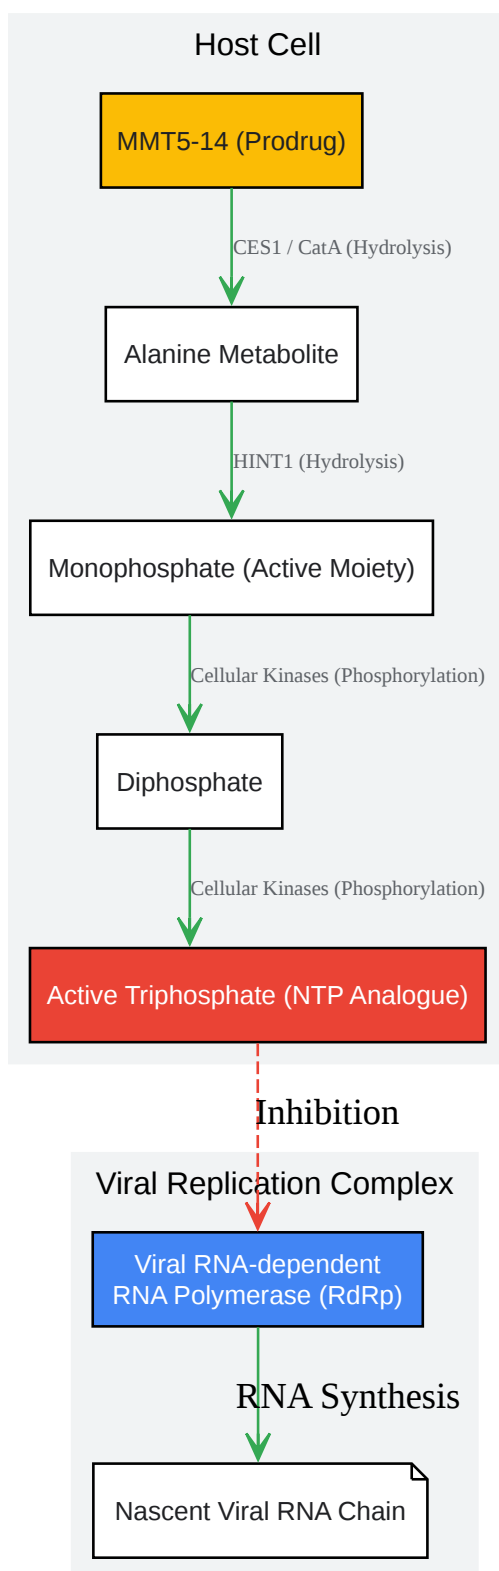 Host Cell
MMT5-14 (Prodrug)
CES1 / CatA (Hydrolysis)
Alanine Metabolite
HINT1 (Hydrolysis)
Monophosphate (Active Moiety)
Cellular Kinases (Phosphorylation)
Diphosphate
Cellular Kinases (Phosphorylation)
Active Triphosphate (NTP Analogue)
Inhibition
Viral Replication Complex
Viral RNA-dependent
RNA Polymerase (RdRp)
RNA Synthesis
Nascent Viral RNA Chain